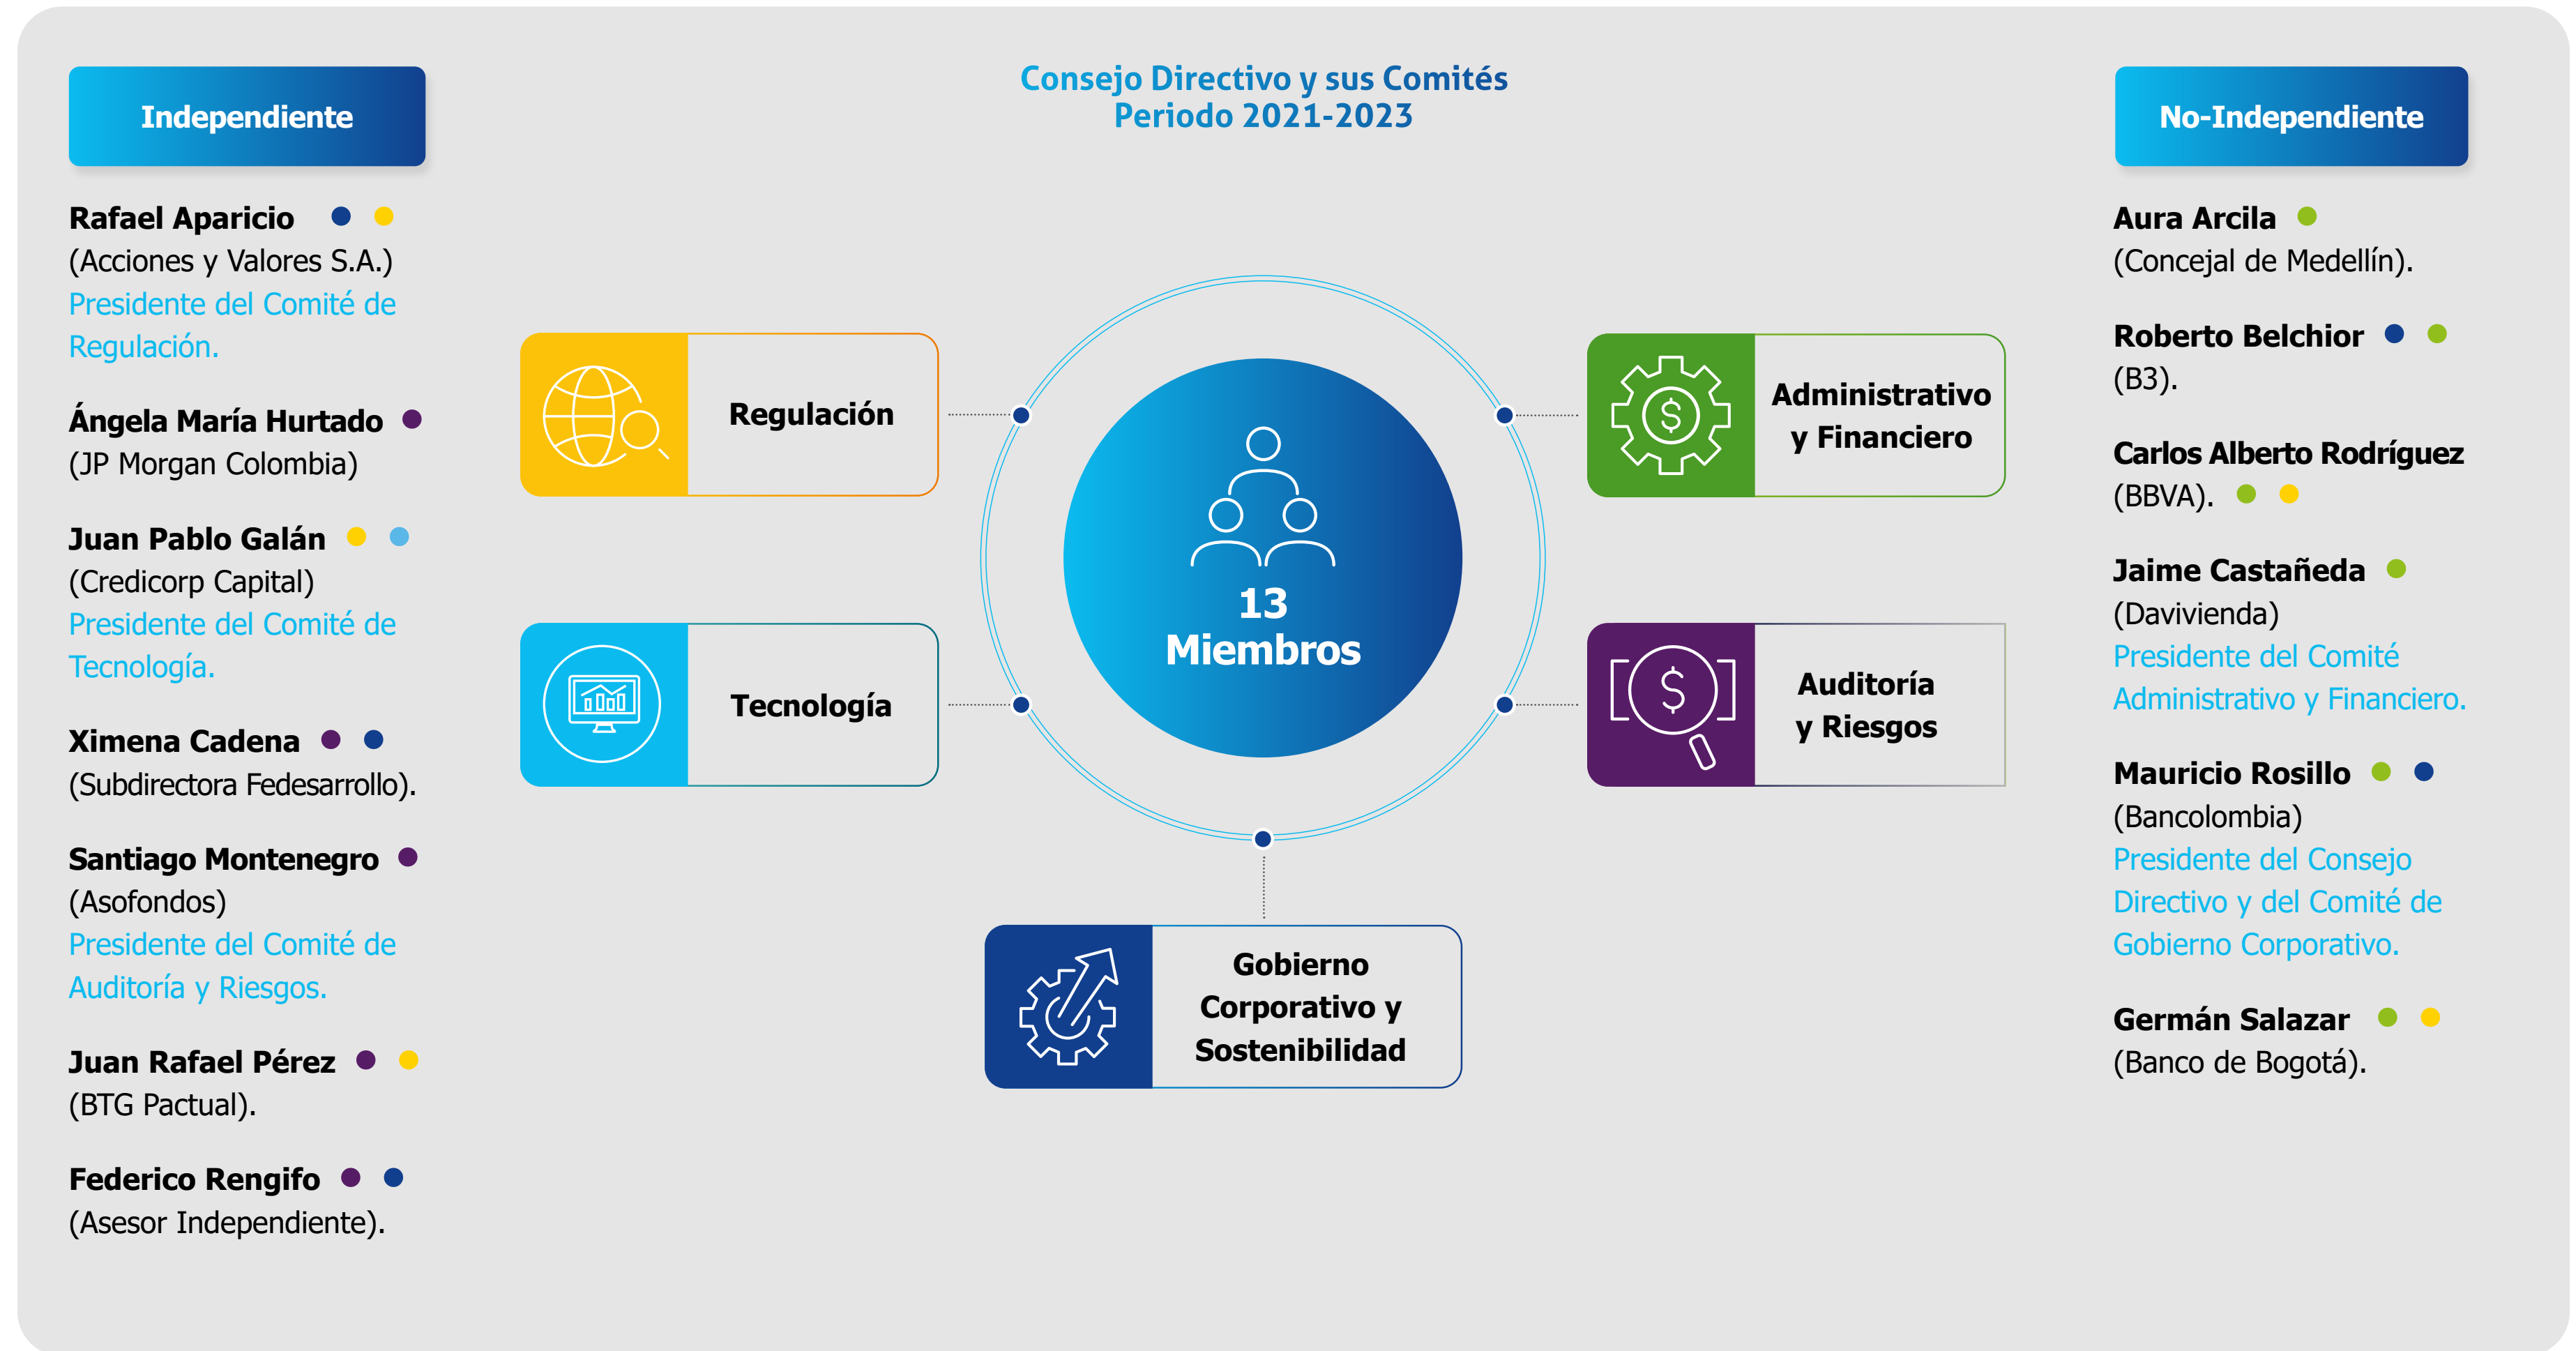 Consejo Directivo y sus Comités
Periodo 2021-2023
Independiente
Rafael Aparicio
(Acciones y Valores S.A.)
Presidente del Comité de
Regulación.
Ángela María Hurtado
(JP Morgan Colombia)
Juan Pablo Galán
(Credicorp Capital)
Presidente del Comité de
Tecnología.
Ximena Cadena
(Subdirectora Fedesarrollo).
Santiago Montenegro
(Asofondos)
Presidente del Comité de
Auditoría y Riesgos.
Juan Rafael Pérez
(BTG Pactual).
Federico Rengifo
(Asesor Independiente).
Regulación
Tecnología
13
Miembros
Gobierno
Corporativo y
Sostenibilidad
$
Administrativo
y Financiero
$
Auditoría
y Riesgos
No-Independiente
Aura Arcila
(Concejal de Medellín).
Roberto Belchior
(B3).
Carlos Alberto Rodríguez
(BBVA).
Jaime Castañeda
(Davivienda)
Presidente del Comité
Administrativo y Financiero.
Mauricio Rosillo
(Bancolombia)
Presidente del Consejo
Directivo y del Comité de
Gobierno Corporativo.
Germán Salazar
(Banco de Bogotá).